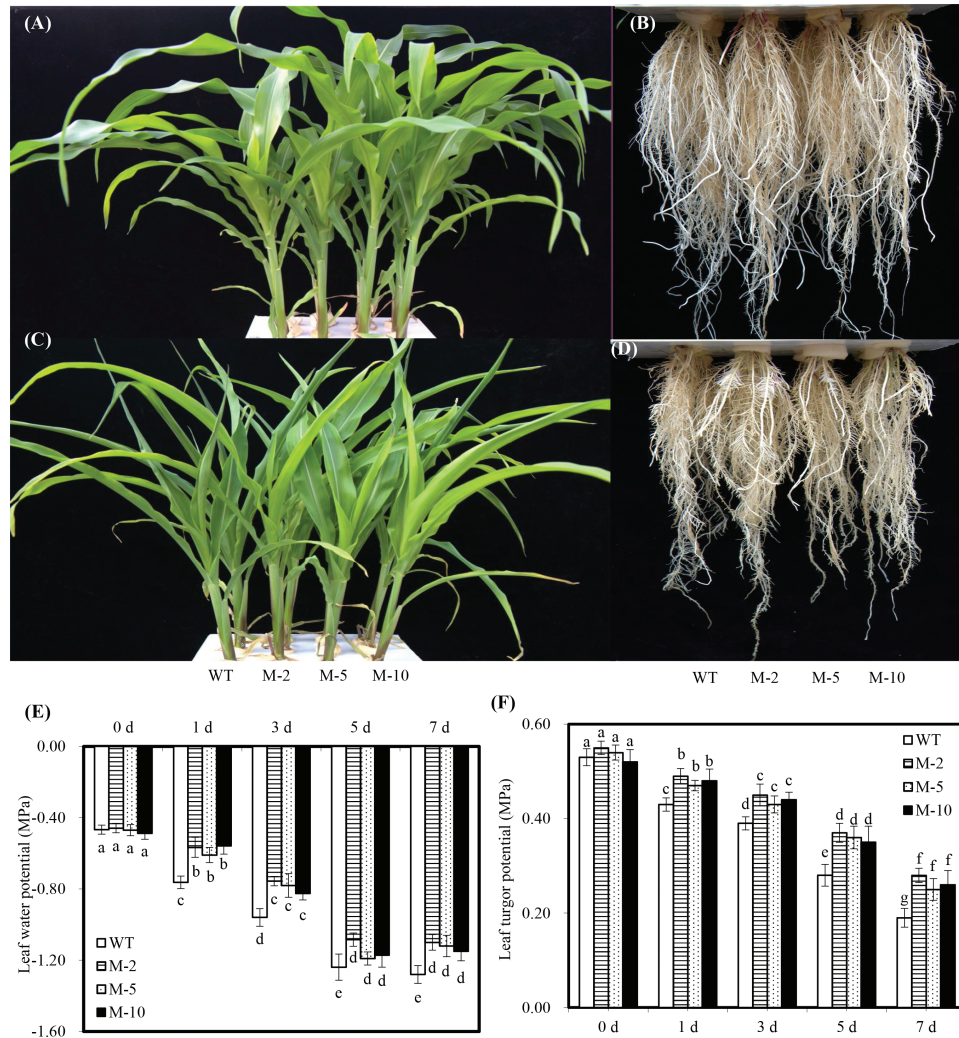 (A)
(B)
(C)
(D)
WT M-2 M-5 M-10
WT M-2 M-5 M-10
(E)
0 d 1 d 3 d 5 d 7 d
Leaf water potential (MPa)
0.00
-0.40
-0.80
-1.20
-1.60
a a a a
c b b b
d c c c
e d d d
e d d d
WT
M-2
M-5
M-10
(F)
Leaf turgor potential (MPa)
0.60
0.40
0.20
0.00
a a a a
c b b b
d c c c
e d d d
g f f f
WT
M-2
M-5
M-10
0 d 1 d 3 d 5 d 7 d